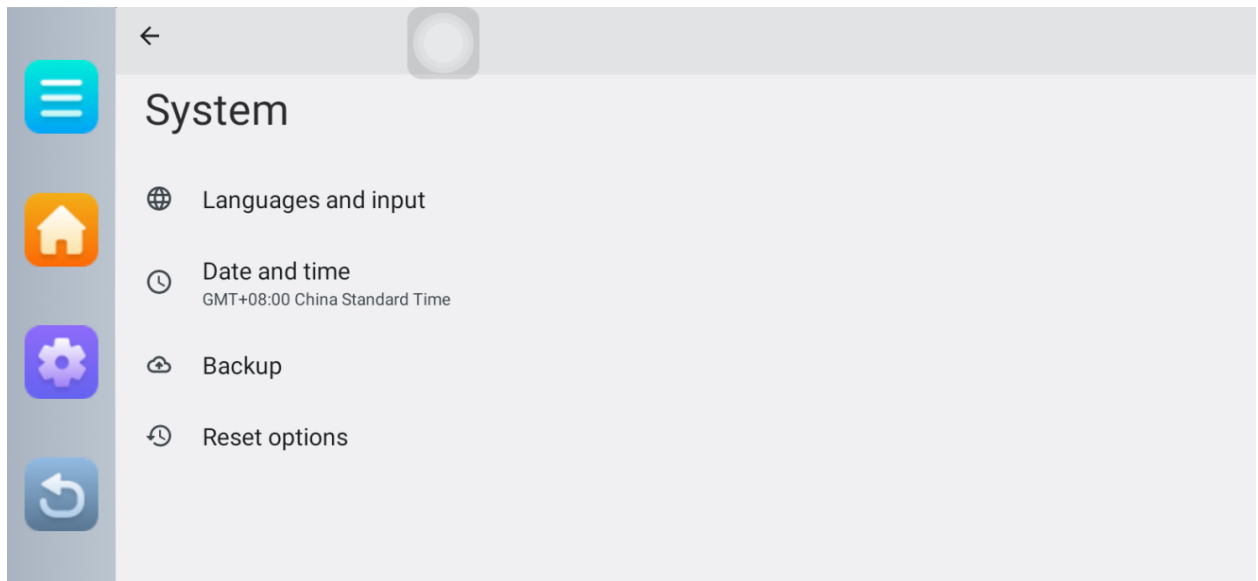 System
Languages and input
Date and time
GMT+08:00 China Standard Time
Backup
Reset options